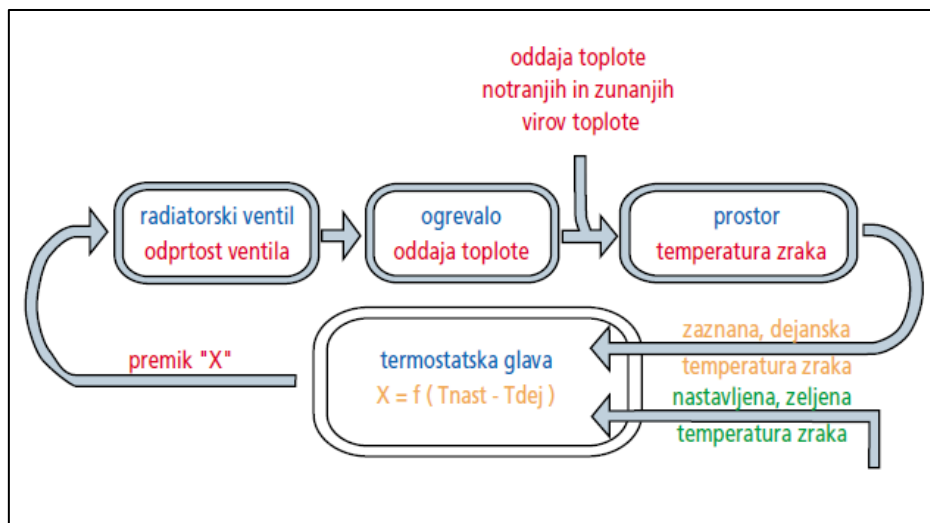 oddaja toplote
notranjih in zunanjih
virov toplote
radiatorski ventil
odprtost ventila
ogrevalo
oddaja toplote
prostor
temperatura zraka
premik "X"
termostatska glava
X = f ( Tnast - Tdej )
zaznana, dejanska
temperatura zraka
nastavljena, zeljena
temperatura zraka